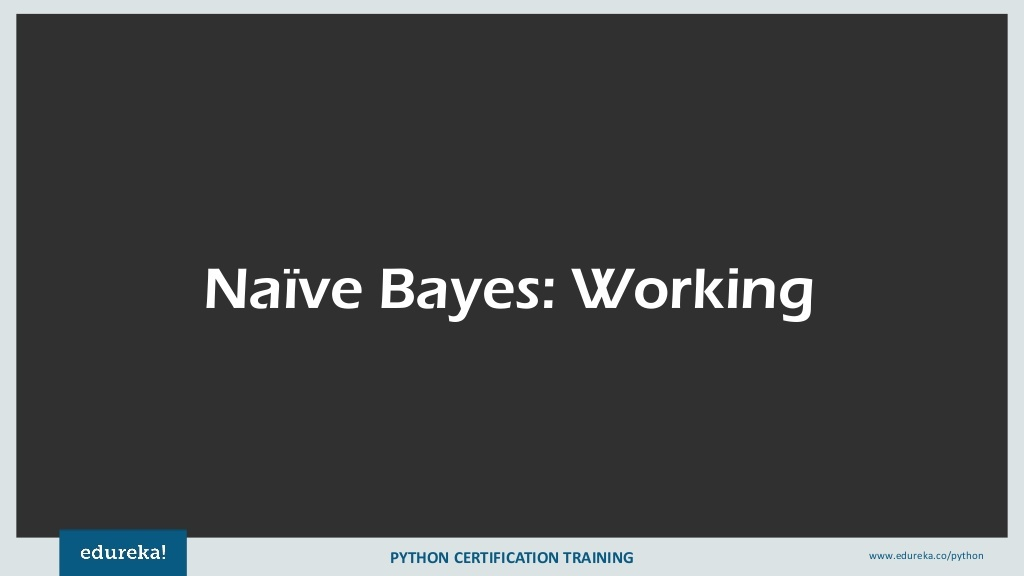 Naïve Bayes: Working
edureka!
PYTHON CERTIFICATION TRAINING
www.edureka.co/python